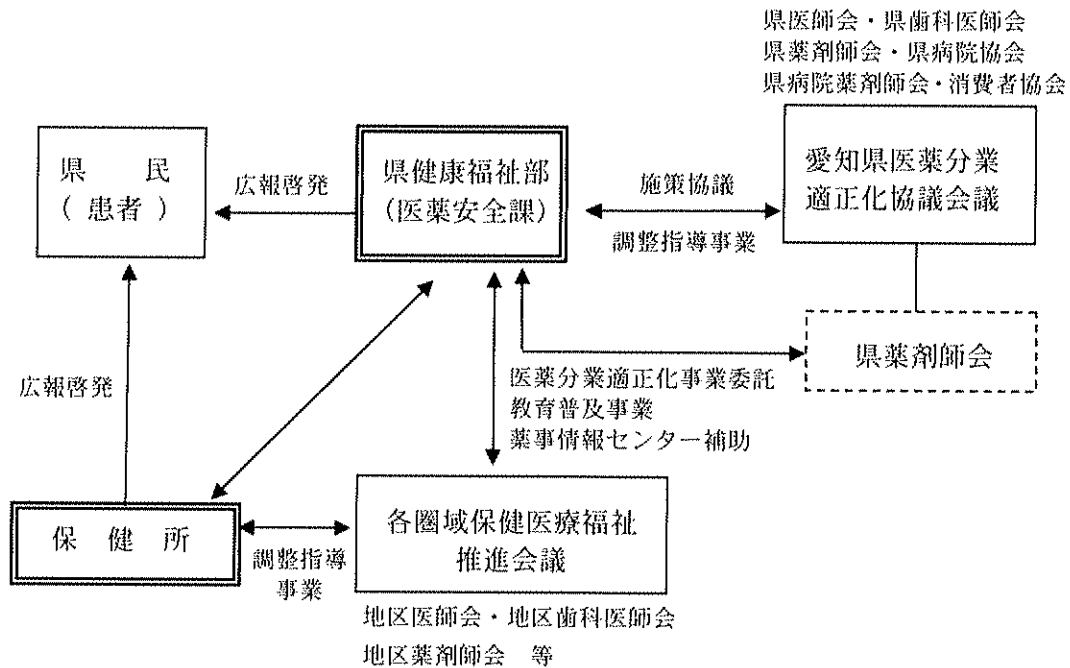 県医師会・県歯科医師会
県薬剤師会・県病院協会
県病院薬剤師会・消費者協会
県　民
（患者）
広報啓発
県健康福祉部
（医薬安全課）
施策協議
調整指導事業
愛知県医薬分業
適正化協議会議
県薬剤師会
広報啓発
医薬分業適正化事業委託
教育普及事業
薬事情報センター補助
保　健　所
調整指導
事業
各圏域保健医療福祉
推進会議
地区医師会・地区歯科医師会
地区薬剤師会　等